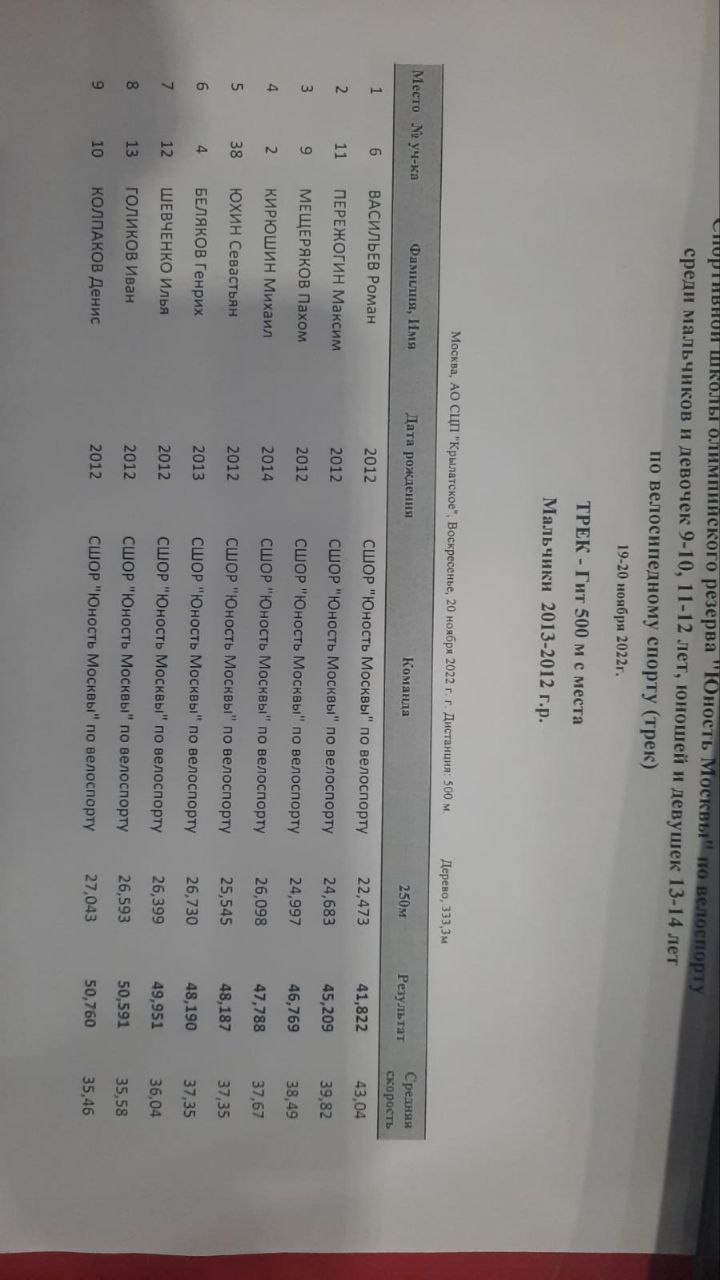 Спортивной школы олимпийского резерва "Юность Москвы" по велоспорту
среди мальчиков и девочек 9-10, 11-12 лет, юношей и девушек 13-14 лет
по велосипедному спорту (трек)
19-20 ноября 2022г.
ТРЕК - Гит 500 м с места
Мальчики 2013-2012 г.р.
Москва, АО СЦП "Крылатское", Воскресенье, 20 ноября 2022 г. г. Дистанция: 500 м. Дерево, 333,3м
Место № уч-ка Фамилия, Имя Дата рождения Команда 250м Результат Средняя скорость
1 6 ВАСИЛЬЕВ Роман 2012 СШОР "Юность Москвы" по велоспорту 22,473 41,822 43,04
2 11 ПЕРЕЖОГИН Максим 2012 СШОР "Юность Москвы" по велоспорту 24,683 45,209 39,82
3 9 МЕЩЕРЯКОВ Пахом 2012 СШОР "Юность Москвы" по велоспорту 24,997 46,769 38,49
4 2 КИРЮШИН Михаил 2014 СШОР "Юность Москвы" по велоспорту 26,098 47,788 37,67
5 38 ЮХИН Севастьян 2012 СШОР "Юность Москвы" по велоспорту 25,545 48,187 37,35
6 4 БЕЛЯКОВ Генрих 2013 СШОР "Юность Москвы" по велоспорту 26,730 48,190 37,35
7 12 ШЕВЧЕНКО Илья 2012 СШОР "Юность Москвы" по велоспорту 26,399 49,951 36,04
8 13 ГОЛИКОВ Иван 2012 СШОР "Юность Москвы" по велоспорту 26,593 50,591 35,58
9 10 КОЛПАКОВ Денис 2012 СШОР "Юность Москвы" по велоспорту 27,043 50,760 35,46